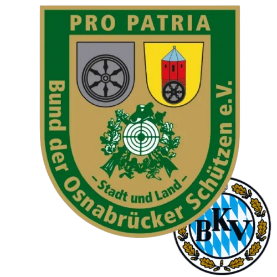 PRO PATRIA
Bund der Osnabrücker Schützen e.V.
- Stadt und Land -
BKV